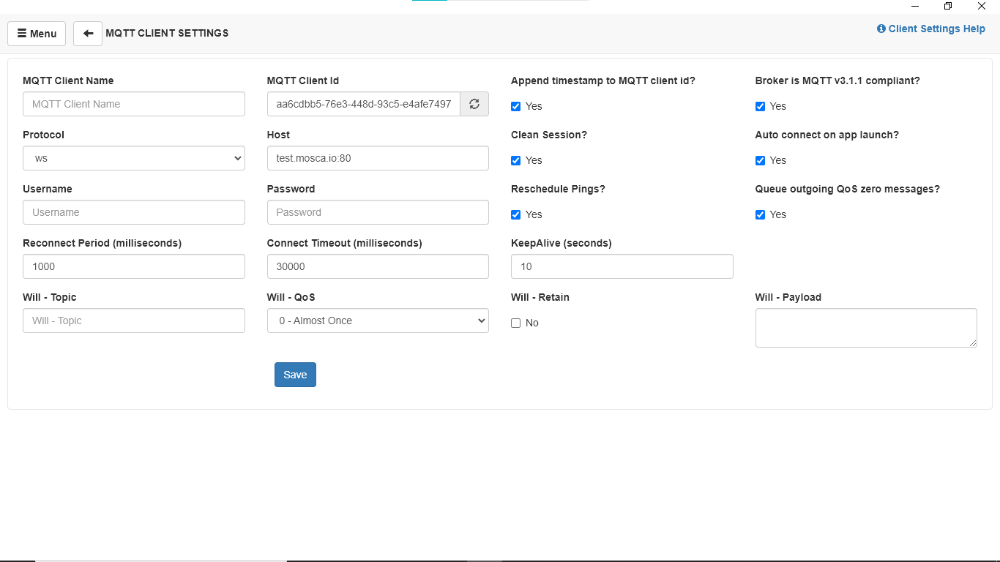 Menu
MQTT CLIENT SETTINGS
Client Settings Help
MQTT Client Name
MQTT Client Id
Append timestamp to MQTT client id?
Broker is MQTT v3.1.1 compliant?
MQTT Client Name
aa6cdbb5-76e3-448d-93c5-e4afe7497
Yes
Yes
Protocol
Host
Clean Session?
Auto connect on app launch?
ws
test.mosca.io:80
Yes
Yes
Username
Password
Reschedule Pings?
Queue outgoing QoS zero messages?
Username
Password
Yes
Yes
Reconnect Period (milliseconds)
Connect Timeout (milliseconds)
KeepAlive (seconds)
1000
30000
10
Will - Topic
Will - QoS
Will - Retain
Will - Payload
Will - Topic
0 - Almost Once
No
Save